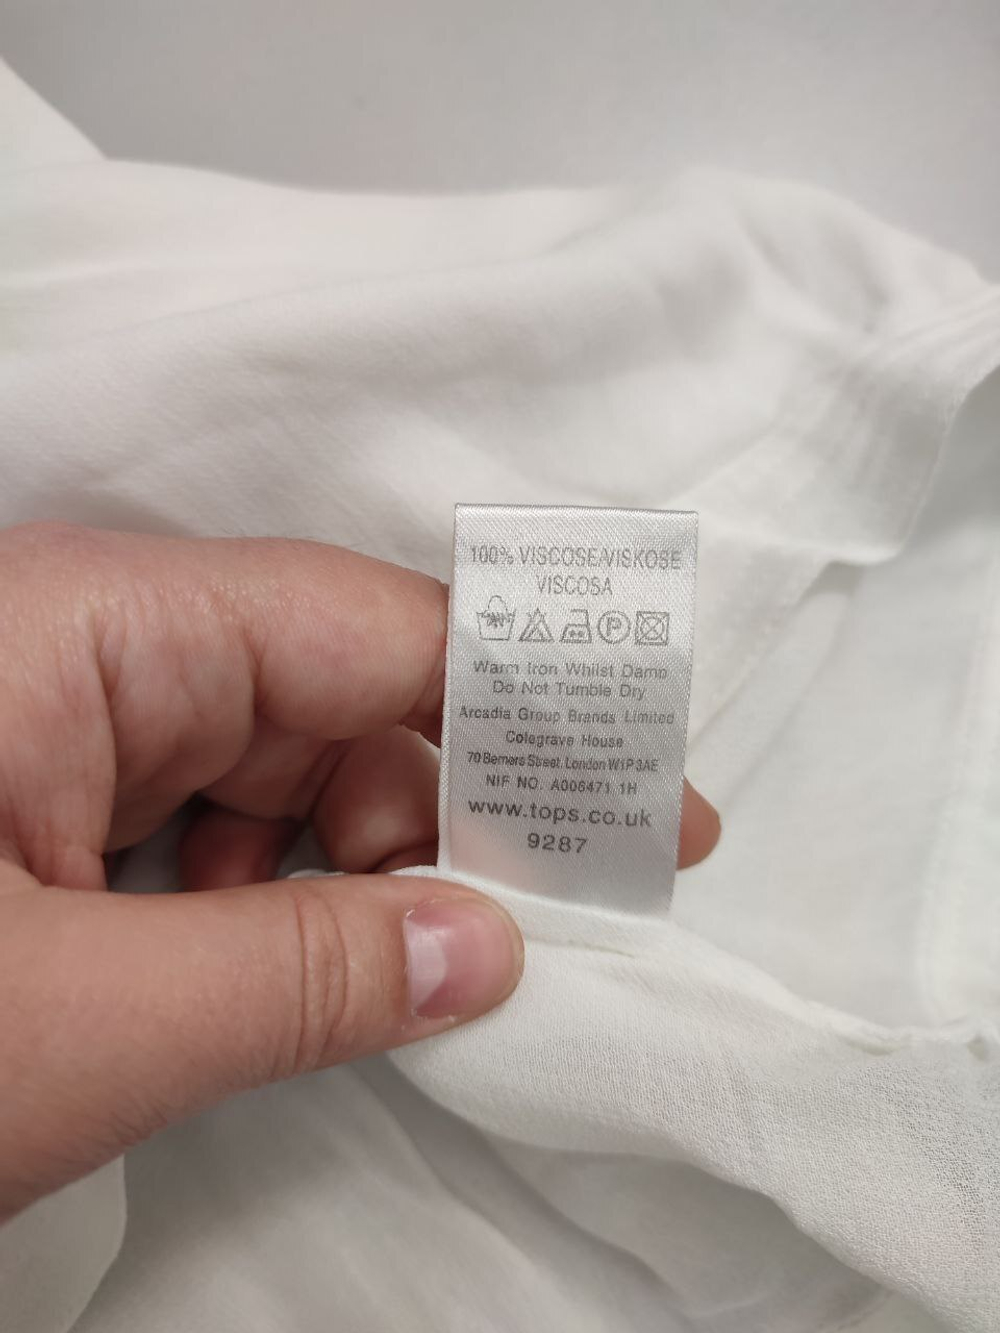 100% VISCOSE/VISKOSE
VISCOSA
P
Warm Iron Whilst Damp
Do Not Tumble Dry
Arcadia Group Brands Limited
Colegrave House
70 Berners Street, London W1P 3AE
NIF NO. A006471 1H
www.tops.co.uk
9287